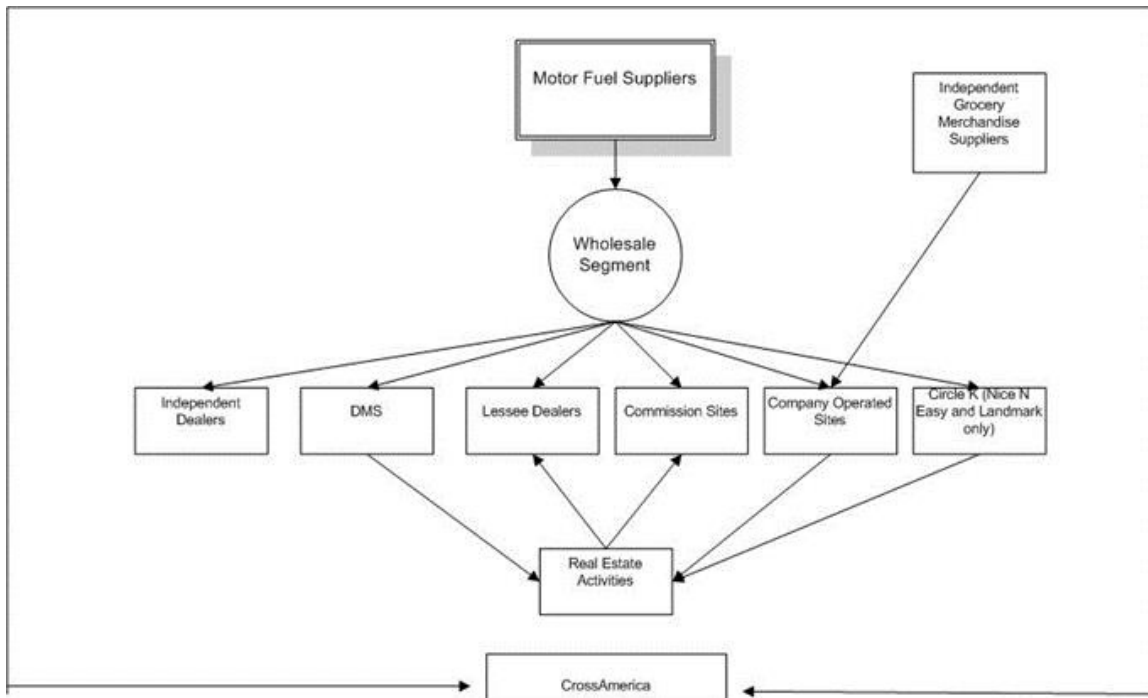 Motor Fuel Suppliers
Independent
Grocery
Merchandise
Suppliers
Wholesale
Segment
Independent
Dealers
DMS
Lessee Dealers
Commission Sites
Company Operated
Sites
Circle K (Nice N
Easy and Landmark
only)
Real Estate
Activities
CrossAmerica